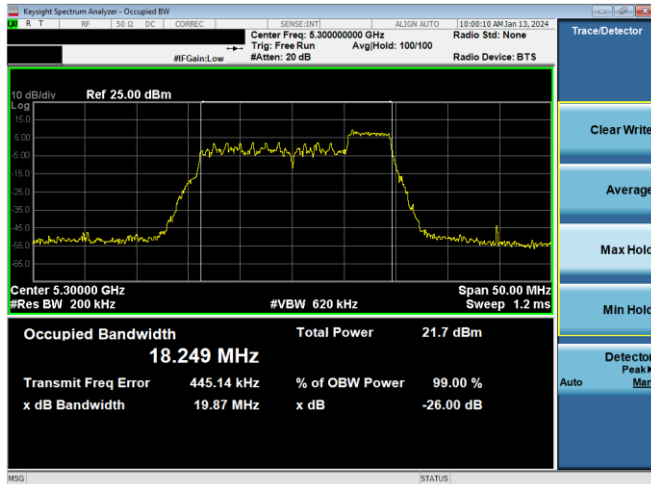 Keysight Spectrum Analyzer - Occupied BW
R T RF 50 Ω DC CORREC SENSE:INT ALIGN AUTO 10:00:10 AM Jan 13, 2024
Center Freq: 5.300000000 GHz Radio Std: None
Trig: Free Run Avg|Hold: 100/100
#IFGain:Low #Atten: 20 dB Radio Device: BTS
10 dB/div Ref 25.00 dBm
Log
15.0
5.00
-5.00
-15.0
-25.0
-35.0
-45.0
-55.0
-65.0
Center 5.30000 GHz Span 50.00 MHz
#Res BW 200 kHz #VBW 620 kHz Sweep 1.2 ms
Occupied Bandwidth Total Power 21.7 dBm
18.249 MHz
Transmit Freq Error 445.14 kHz % of OBW Power 99.00 %
x dB Bandwidth 19.87 MHz x dB -26.00 dB
MSG STATUS
Trace/Detector
Clear Write
Average
Max Hold
Min Hold
Detector
Peak
Auto Man